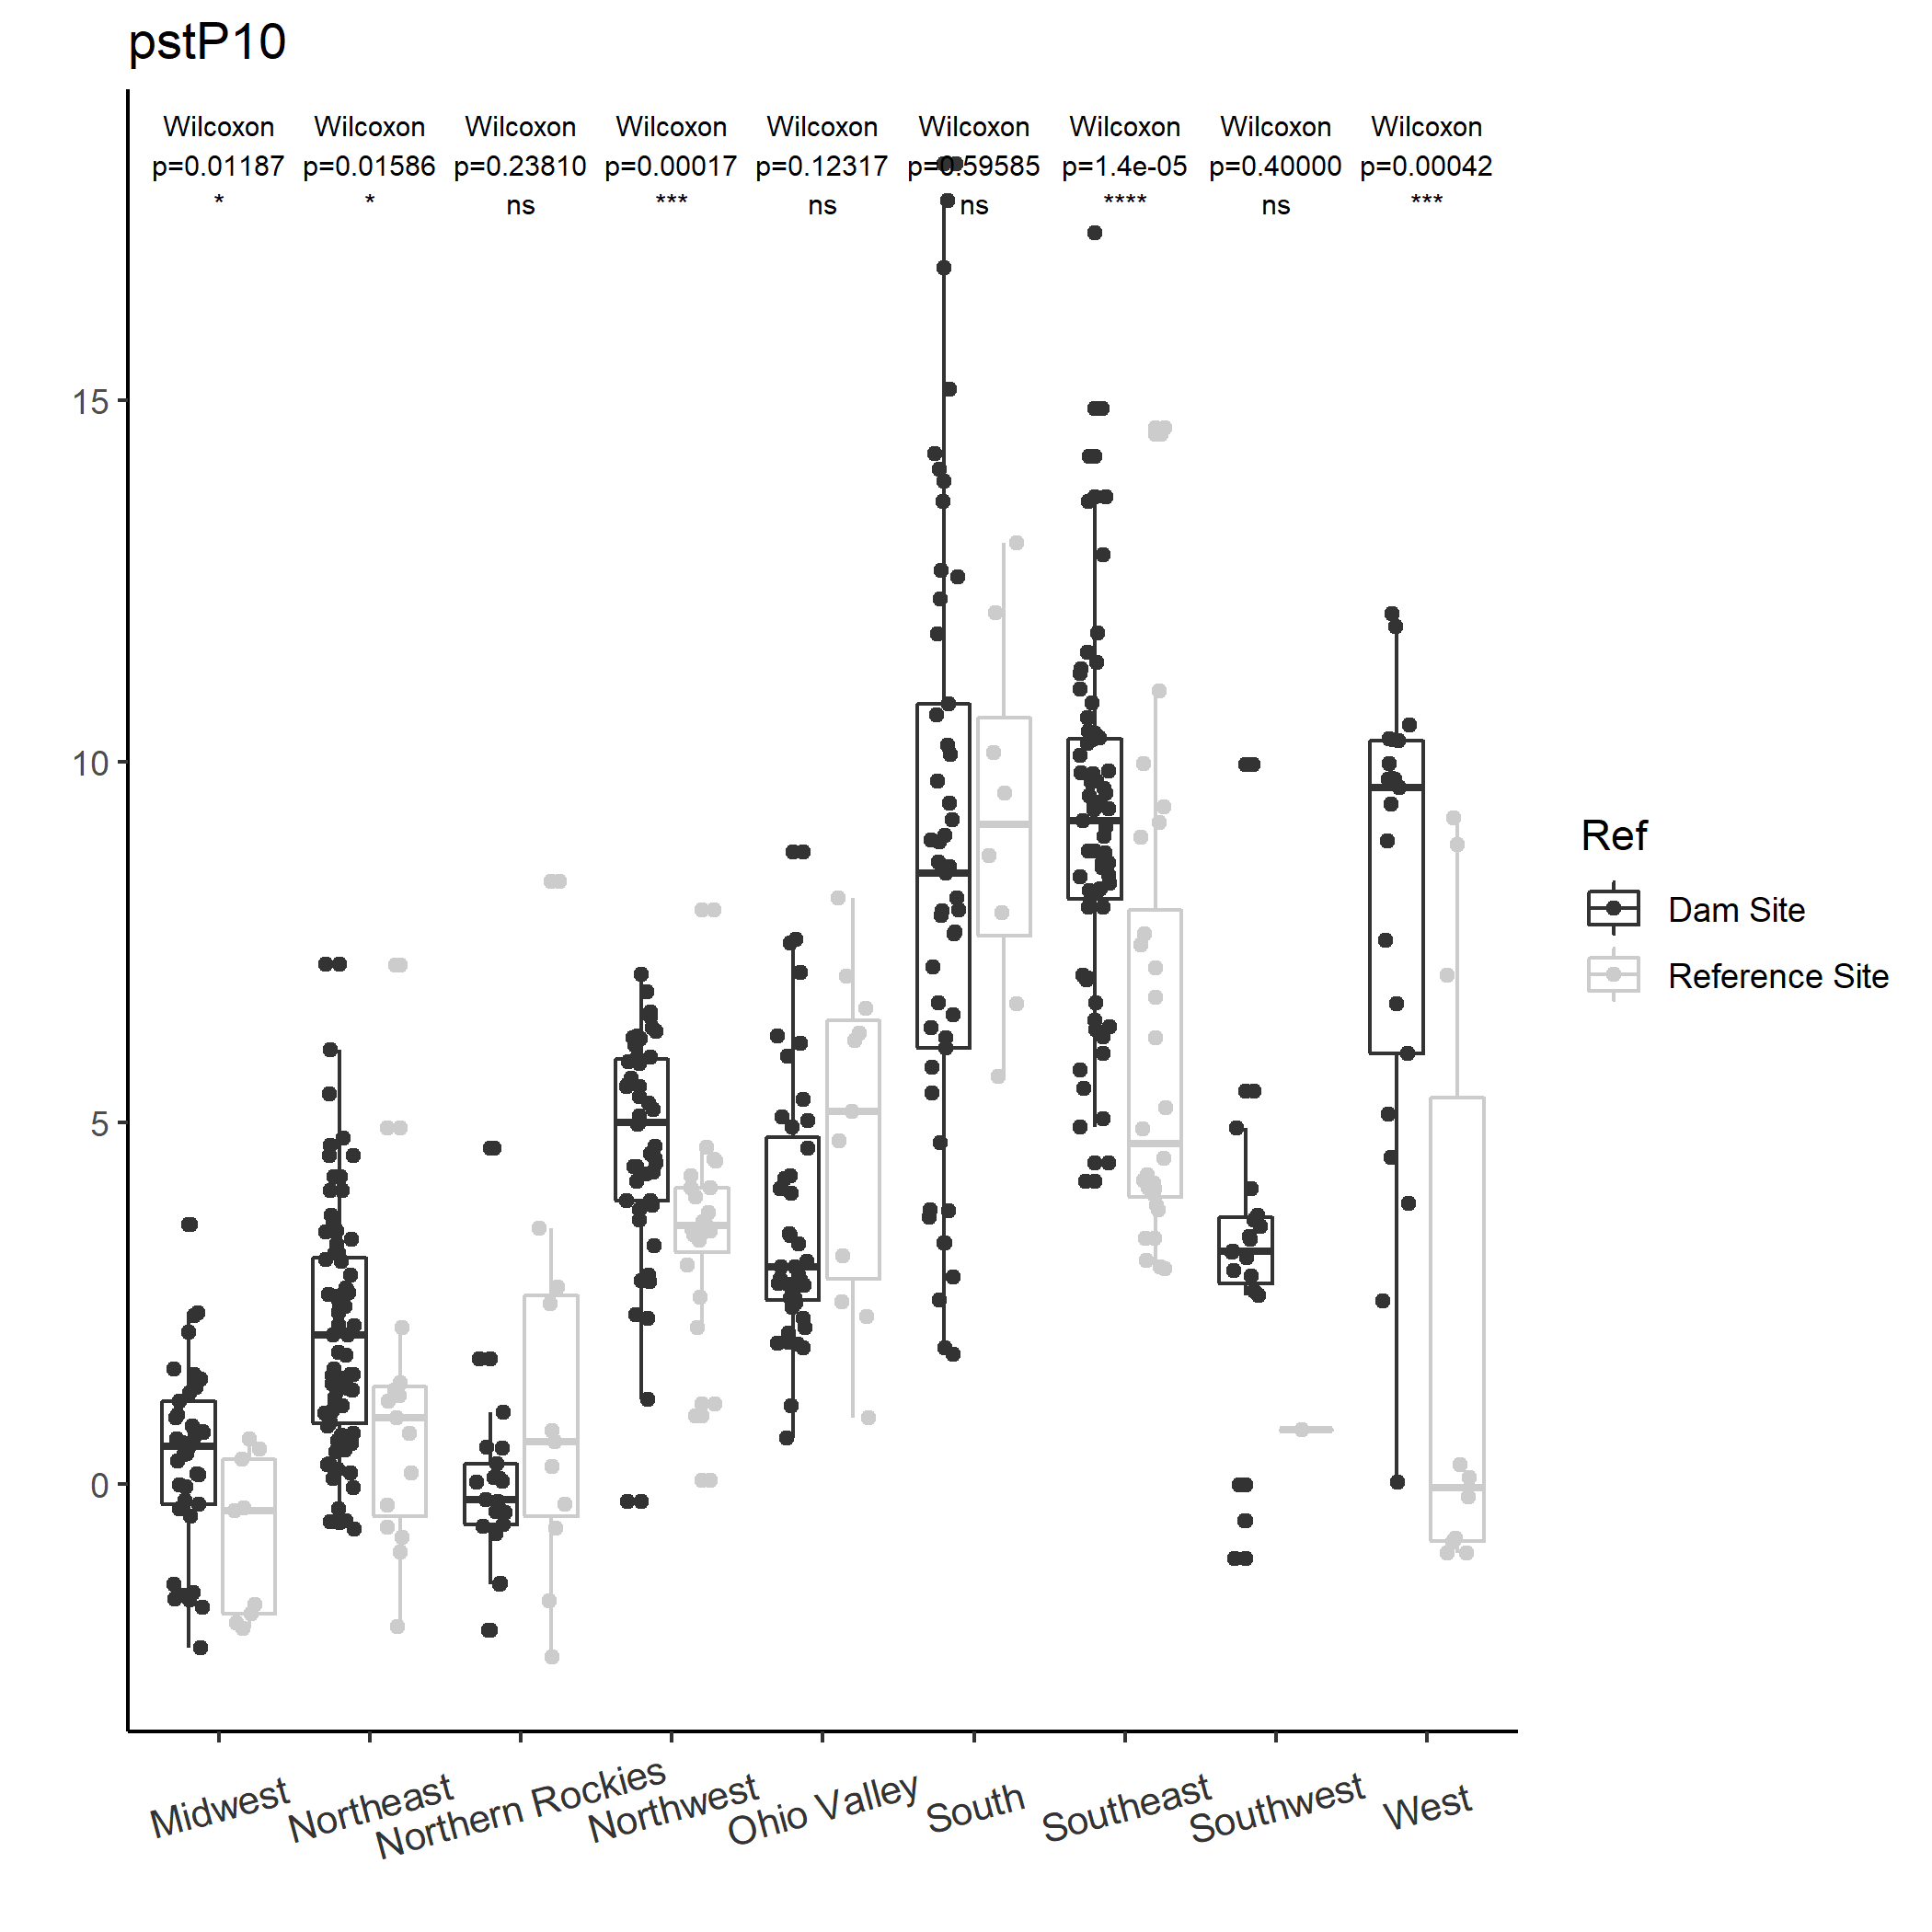 pstP10
Wilcoxon Wilcoxon Wilcoxon Wilcoxon Wilcoxon Wilcoxon Wilcoxon Wilcoxon Wilcoxon
p=0.01187 p=0.01586 p=0.23810 p=0.00017 p=0.12317 p=0.59585 p=1.4e-05 p=0.40000 p=0.00042
* * ns *** ns ns **** ns ***
15
10
5
0
Midwest Northeast Northern Rockies Northwest Ohio Valley South Southeast Southwest West
Ref
Dam Site
Reference Site